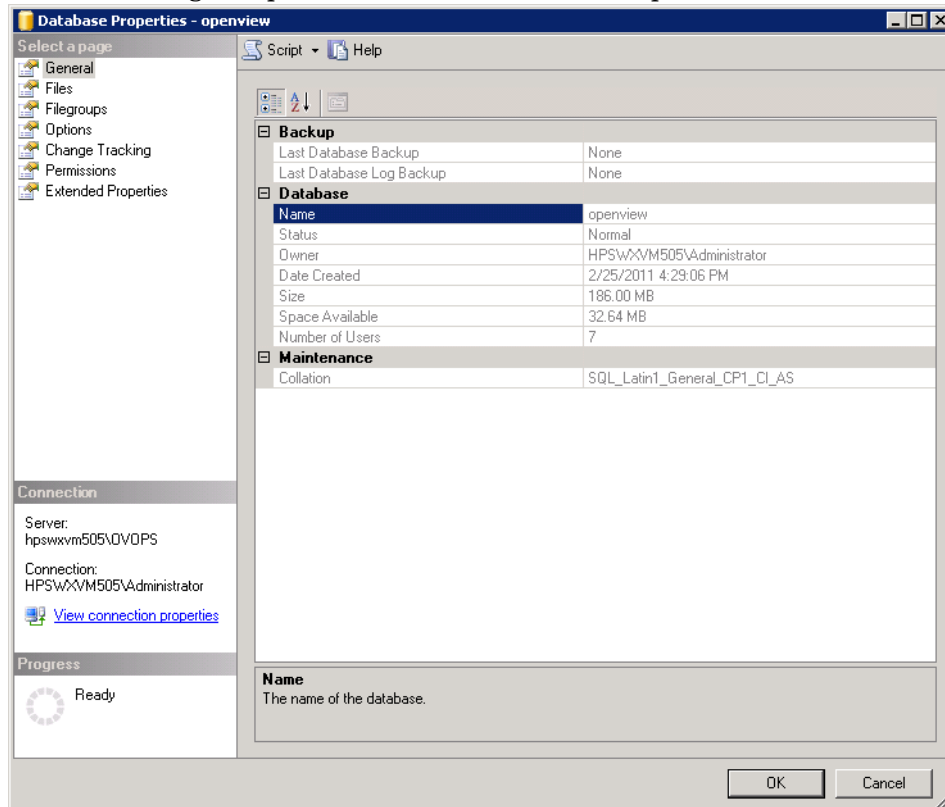 Database Properties - openview
Select a page
General
Files
Filegroups
Options
Change Tracking
Permissions
Extended Properties
Connection
Server:
hpswxvm505\OVOPS
Connection:
HPSWXVM505\Administrator
View connection properties
Progress
Ready
Script Help
Backup
Last Database Backup None
Last Database Log Backup None
Database
Name openview
Status Normal
Owner HPSWXVM505\Administrator
Date Created 2/25/2011 4:29:06 PM
Size 186.00 MB
Space Available 32.64 MB
Number of Users 7
Maintenance
Collation SQL_Latin1_General_CP1_CI_AS
Name
The name of the database.
OK Cancel